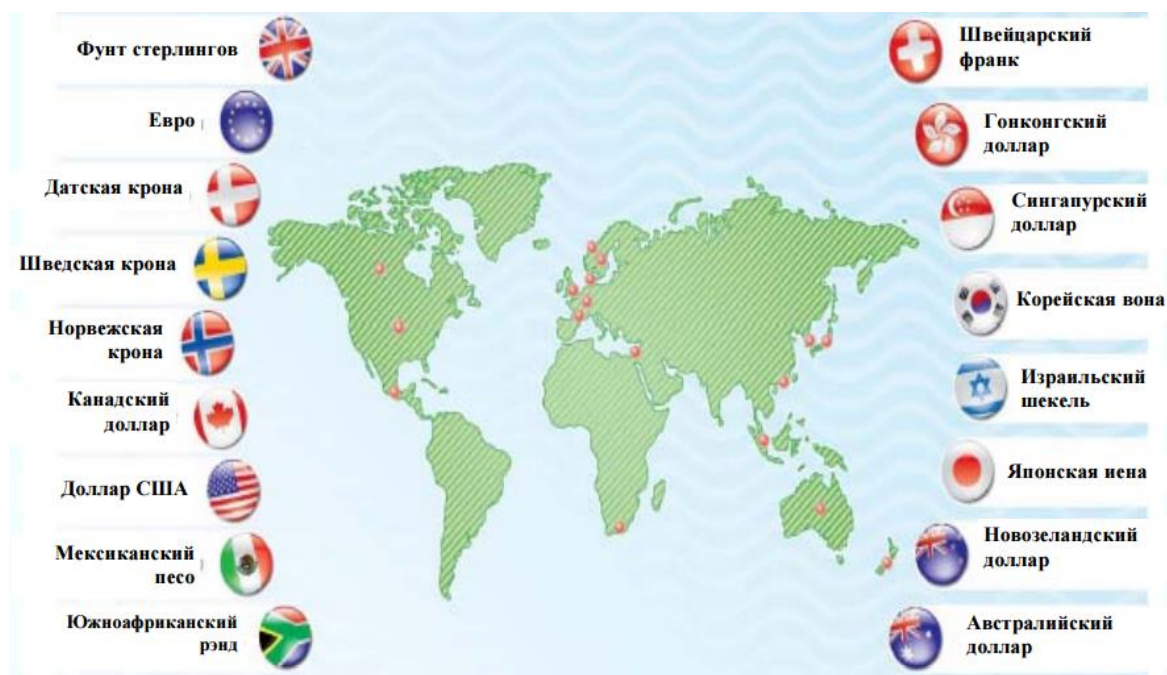 Фунт стерлингов
Евро
Датская крона
Шведская крона
Норвежская
крона
Канадский
доллар
Доллар США
Мексиканский
песо
Южноафриканский
рэнд
Швейцарский
франк
Гонконгский
доллар
Сингапурский
доллар
Корейская вона
Израильский
шекель
Японская иена
Новозеландский
доллар
Австралийский
доллар